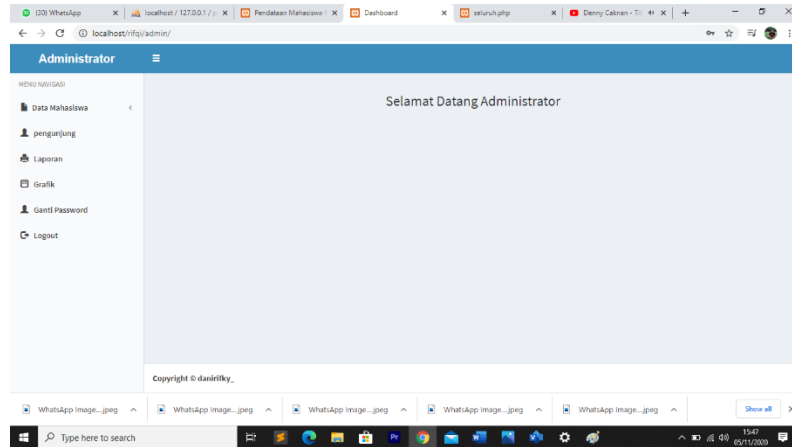 (30) WhatsApp
localhost / 127.0.0.1 / p
Pendataan Mahasiswa
Dashboard
seluruh.php
Denny Caknan - Ti
localhost/rifqi/admin/
Administrator
MENU NAVIGASI
Data Mahasiswa
pengunjung
Laporan
Grafik
Ganti Password
Logout
Selamat Datang Administrator
Copyright © danirifky_
WhatsApp Image...jpeg
WhatsApp Image...jpeg
WhatsApp Image...jpeg
WhatsApp Image...jpeg
WhatsApp Image...jpeg
Show all
Type here to search
Pr
15:47
05/11/2020